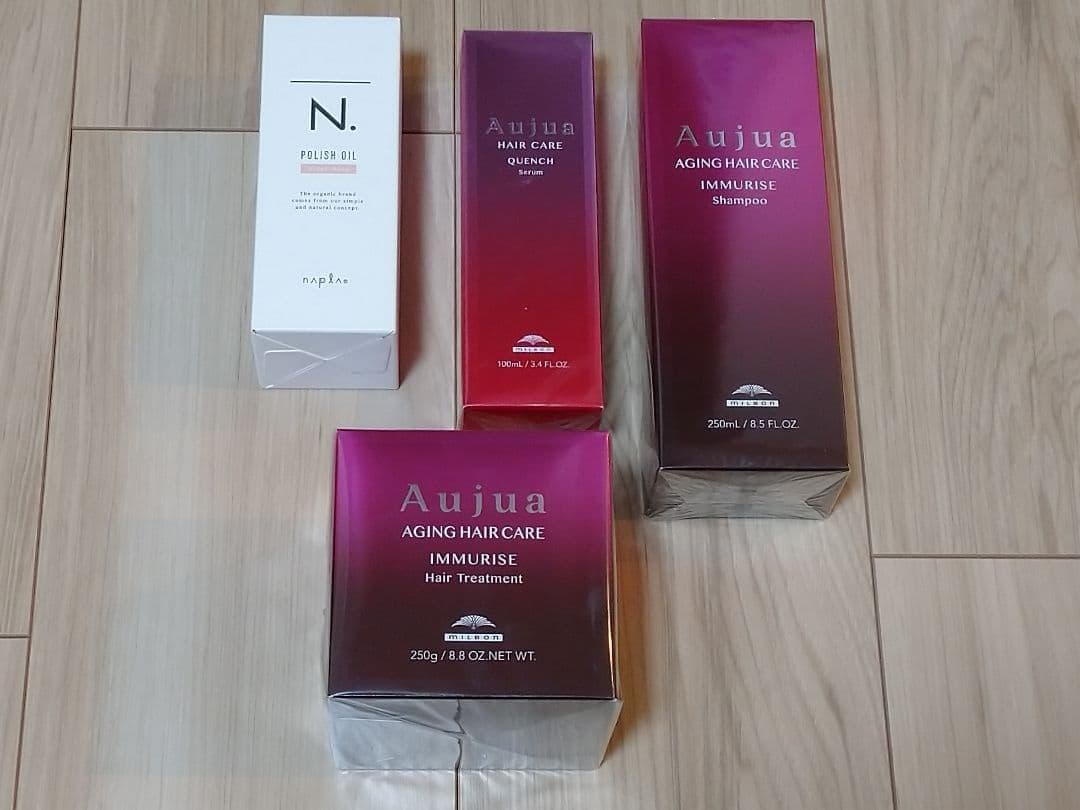 N.
POLISH OIL
The organic brand
comes from our simple
and natural concept.
napla
Aujua
HAIR CARE
QUENCH
Serum
MILBON
100mL / 3.4 FL.OZ.
Aujua
AGING HAIR CARE
IMMURISE
Shampoo
MILBON
250mL / 8.5 FL.OZ.
Aujua
AGING HAIR CARE
IMMURISE
Hair Treatment
MILBON
250g / 8.8 OZ.NET WT.